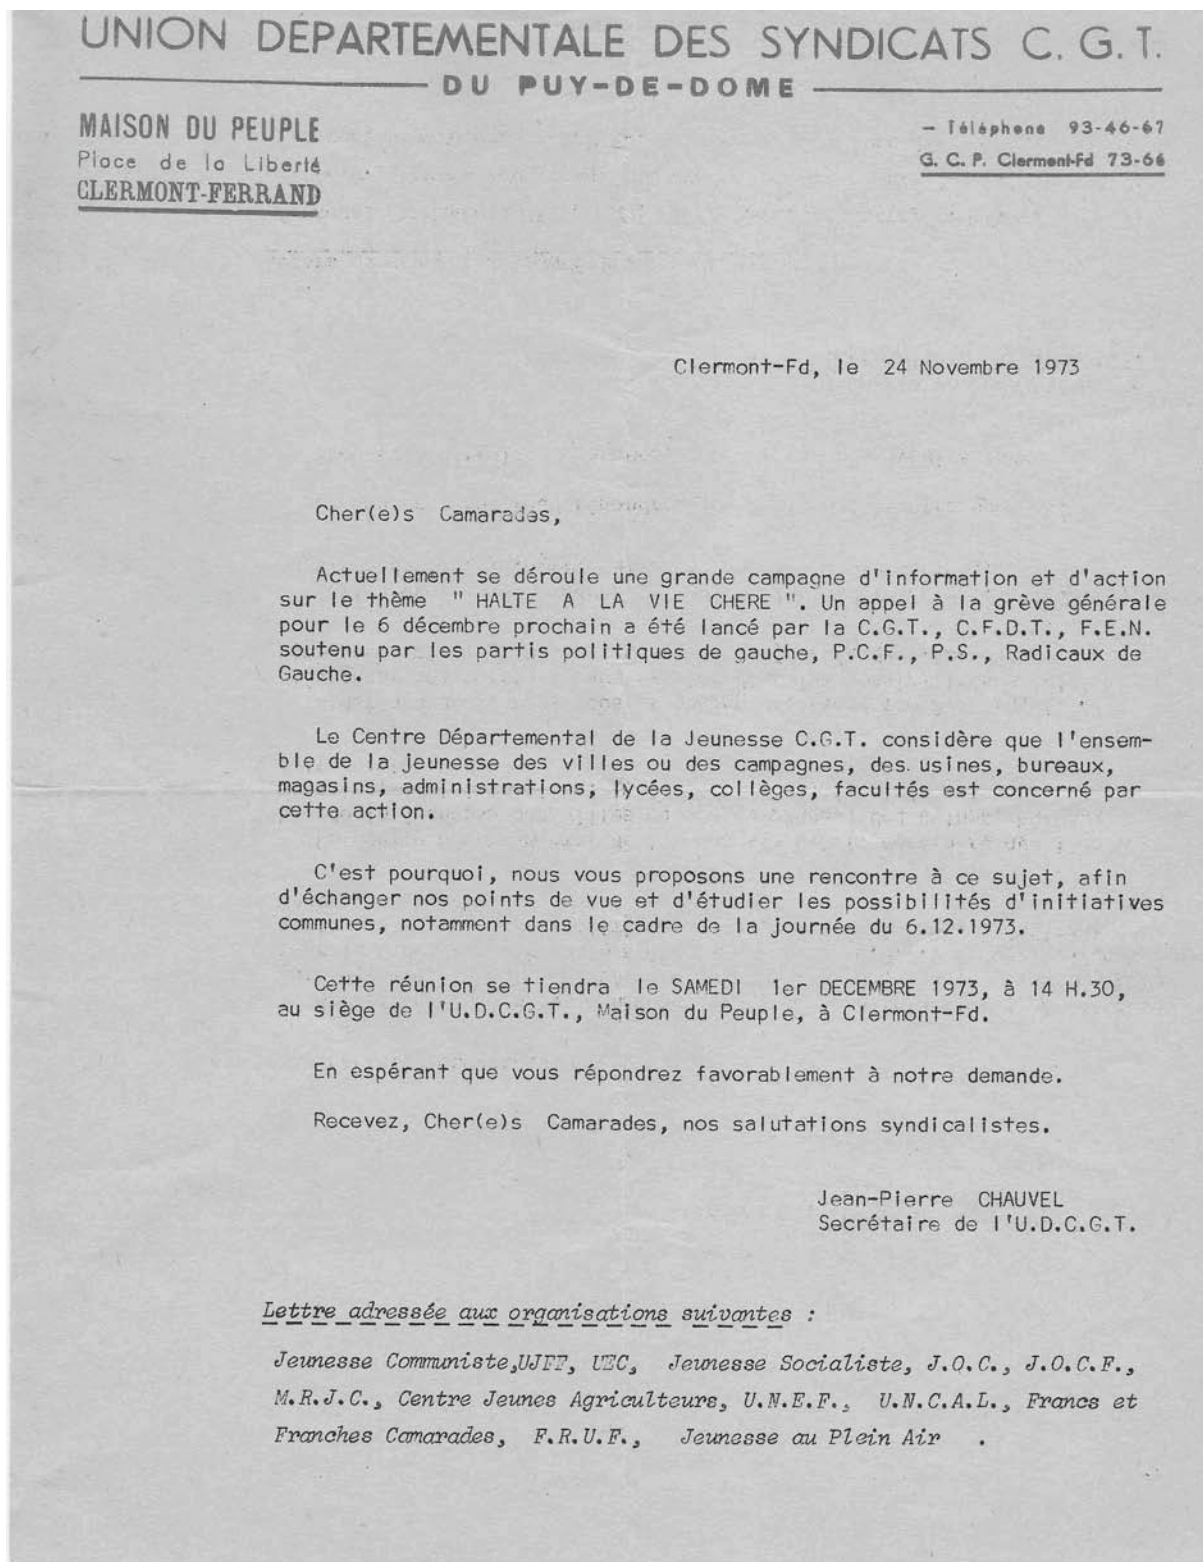 UNION DÉPARTEMENTALE DES SYNDICATS C. G. T.
DU PUY-DE-DOME
MAISON DU PEUPLE
Place de la Liberté
CLERMONT-FERRAND
- Téléphone 93-46-67
G. C. P. Clermont-Fd 73-66
Clermont-Fd, le 24 Novembre 1973
Cher(e)s Camarades,
Actuellement se déroule une grande campagne d'information et d'action
sur le thème " HALTE A LA VIE CHERE ". Un appel à la grève générale
pour le 6 décembre prochain a été lancé par la C.G.T., C.F.D.T., F.E.N.
soutenu par les partis politiques de gauche, P.C.F., P.S., Radicaux de
Gauche.
Le Centre Départemental de la Jeunesse C.G.T. considère que l'ensem-
ble de la jeunesse des villes ou des campagnes, des usines, bureaux,
magasins, administrations, lycées, collèges, facultés est concerné par
cette action.
C'est pourquoi, nous vous proposons une rencontre à ce sujet, afin
d'échanger nos points de vue et d'étudier les possibilités d'initiatives
communes, notamment dans le cadre de la journée du 6.12.1973.
Cette réunion se tiendra le SAMEDI 1er DECEMBRE 1973, à 14 H.30,
au siège de l'U.D.C.G.T., Maison du Peuple, à Clermont-Fd.
En espérant que vous répondrez favorablement à notre demande.
Recevez, Cher(e)s Camarades, nos salutations syndicalistes.
Jean-Pierre CHAUVEL
Secrétaire de l'U.D.C.G.T.
Lettre adressée aux organisations suivantes :
Jeunesse Communiste,UJFF, UEC, Jeunesse Socialiste, J.O.C., J.O.C.F.,
M.R.J.C., Centre Jeunes Agriculteurs, U.N.E.F., U.N.C.A.L., Francs et
Franches Camarades, F.R.U.F., Jeunesse au Plein Air .